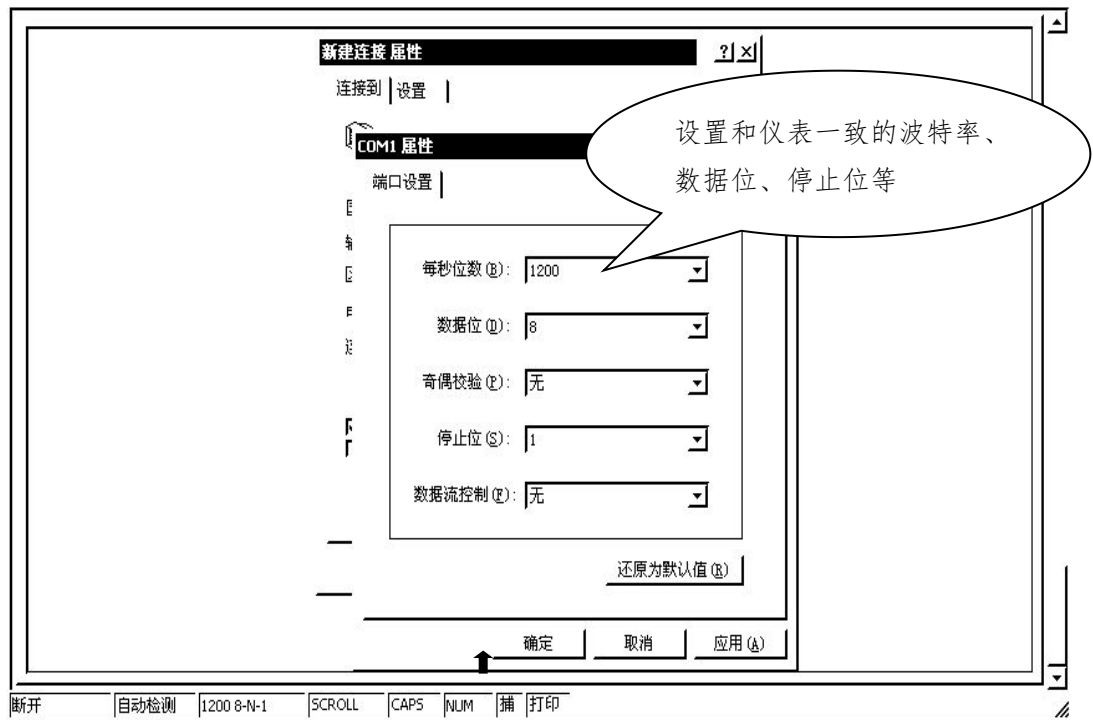 新建连接 属性
连接到 设置
COM1 属性
端口设置
设置和仪表一致的波特率、
数据位、停止位等
每秒位数(B): 1200
数据位(D): 8
奇偶校验(P): 无
停止位(S): 1
数据流控制(F): 无
还原为默认值(R)
确定 取消 应用(A)
断开 自动检测 1200 8-N-1 SCROLL CAPS NUM 捕 打印